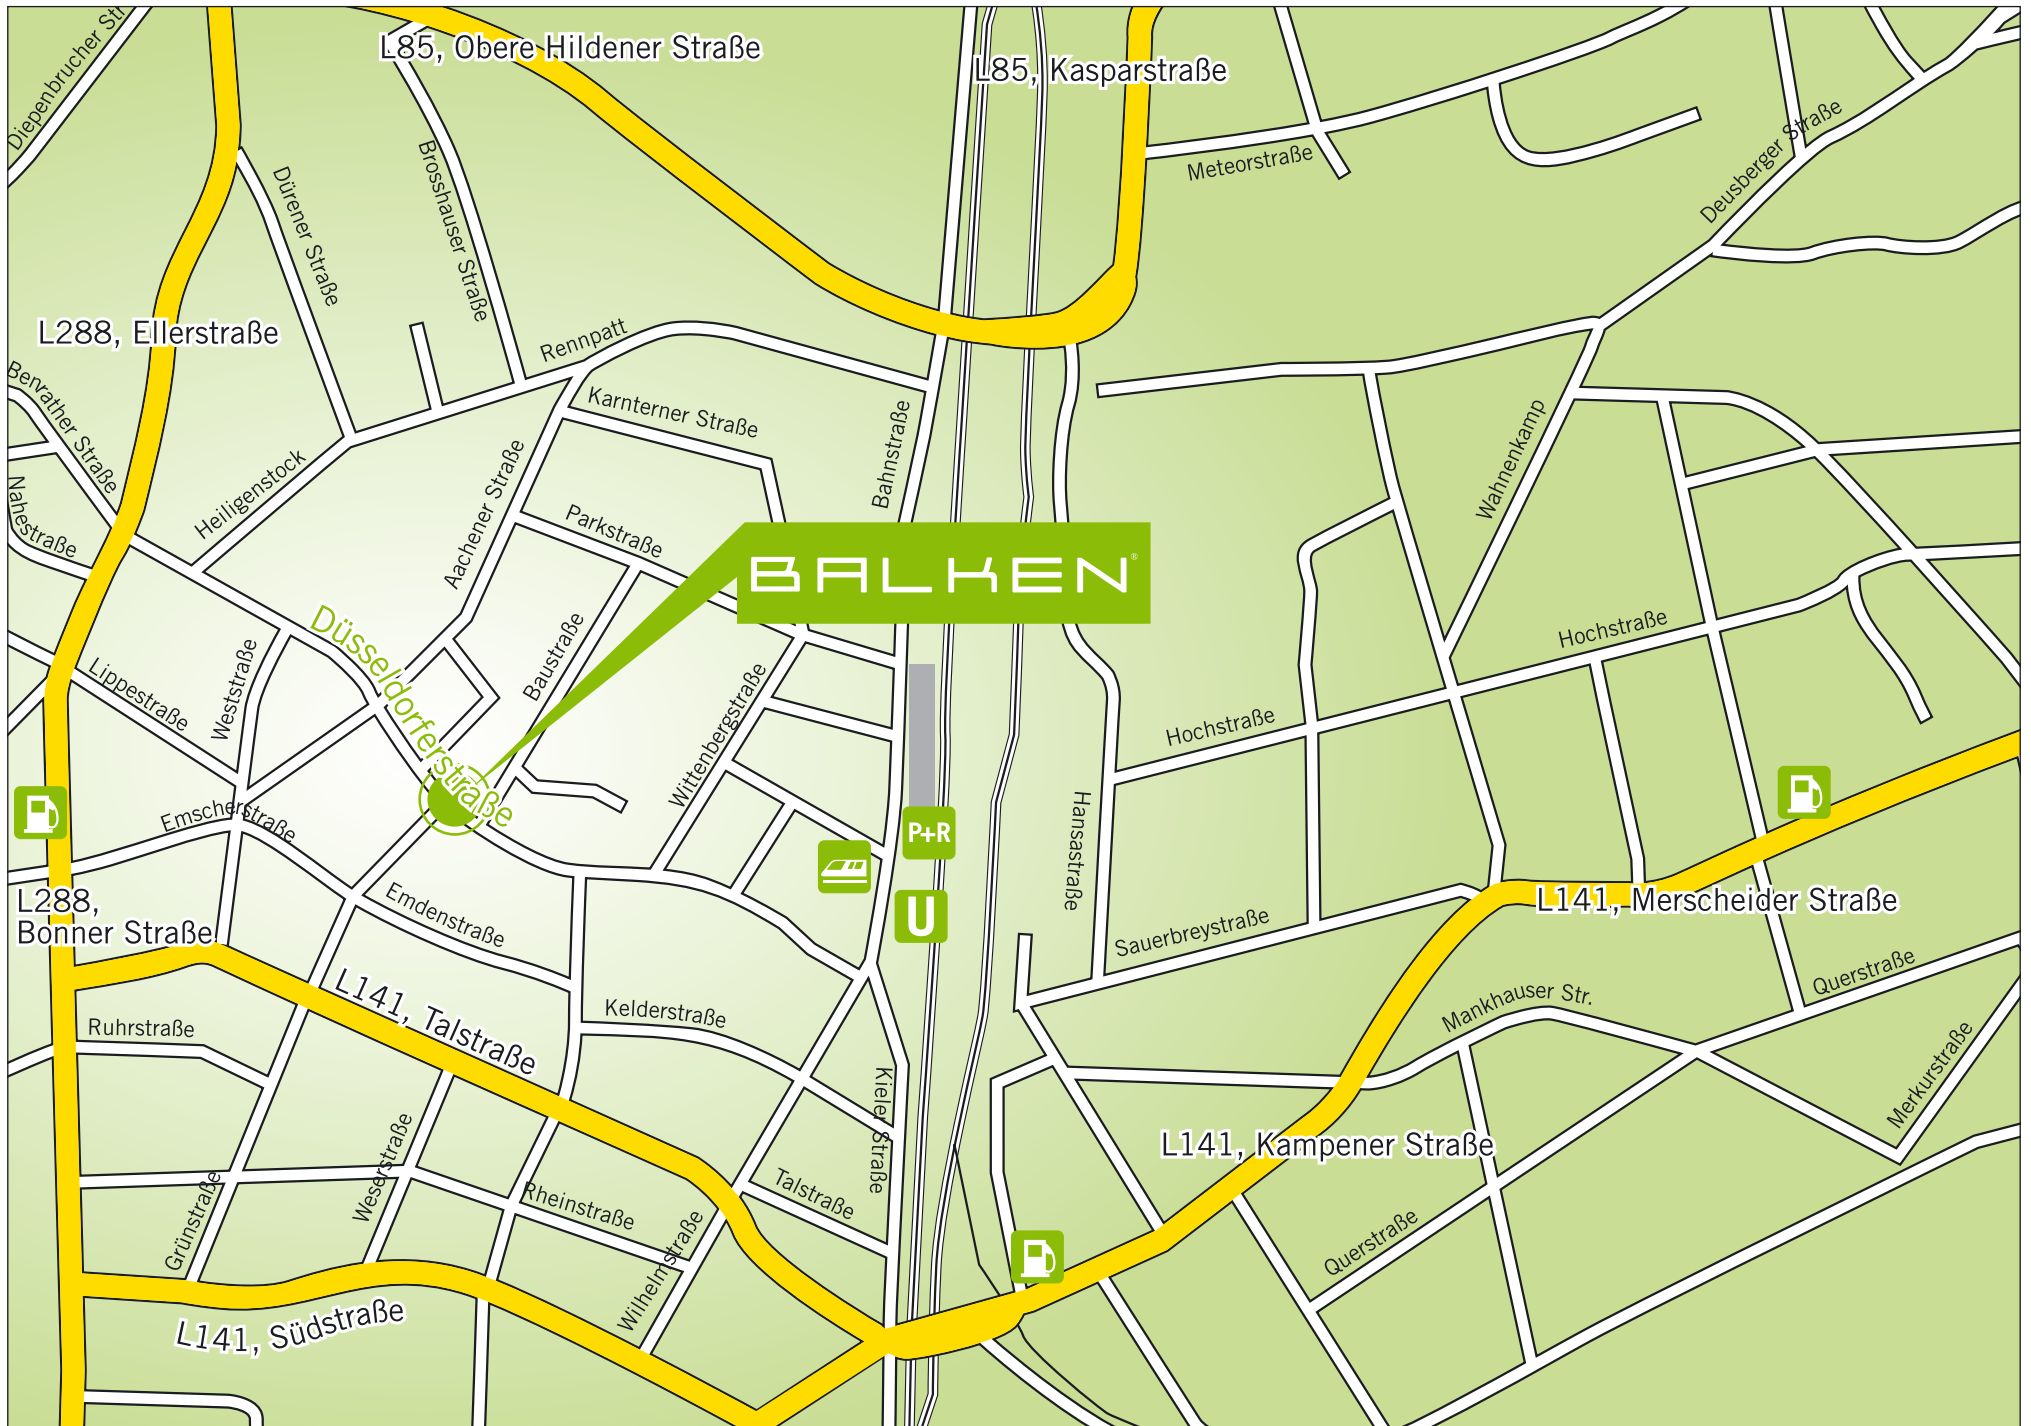 Diepenbrucher Str.
L85, Obere Hildener Straße
L85, Kasparstraße
Meteorstraße
Deusberger Straße
Dürener Straße
Brosshauser Straße
L288, Ellerstraße
Rennpatt
Benrather Straße
Karnterner Straße
Bahnstraße
Wahnenkamp
Heiligenstock
Aachener Straße
Nahestraße
Parkstraße
BALKEN®
Düsseldorferstraße
Baustraße
Hochstraße
Lippestraße
Weststraße
Wittenbergstraße
Hochstraße
Emscherstraße
P+R
Hansastraße
L288,
Bonner Straße
Emdenstraße
U
Sauerbreystraße
L141, Merscheider Straße
L141, Talstraße
Querstraße
Kelderstraße
Mankhauser Str.
Ruhrstraße
Merkurstraße
Kieler Straße
L141, Kampener Straße
Weserstraße
Grünstraße
Rheinstraße
Talstraße
Wilhelmstraße
Querstraße
L141, Südstraße